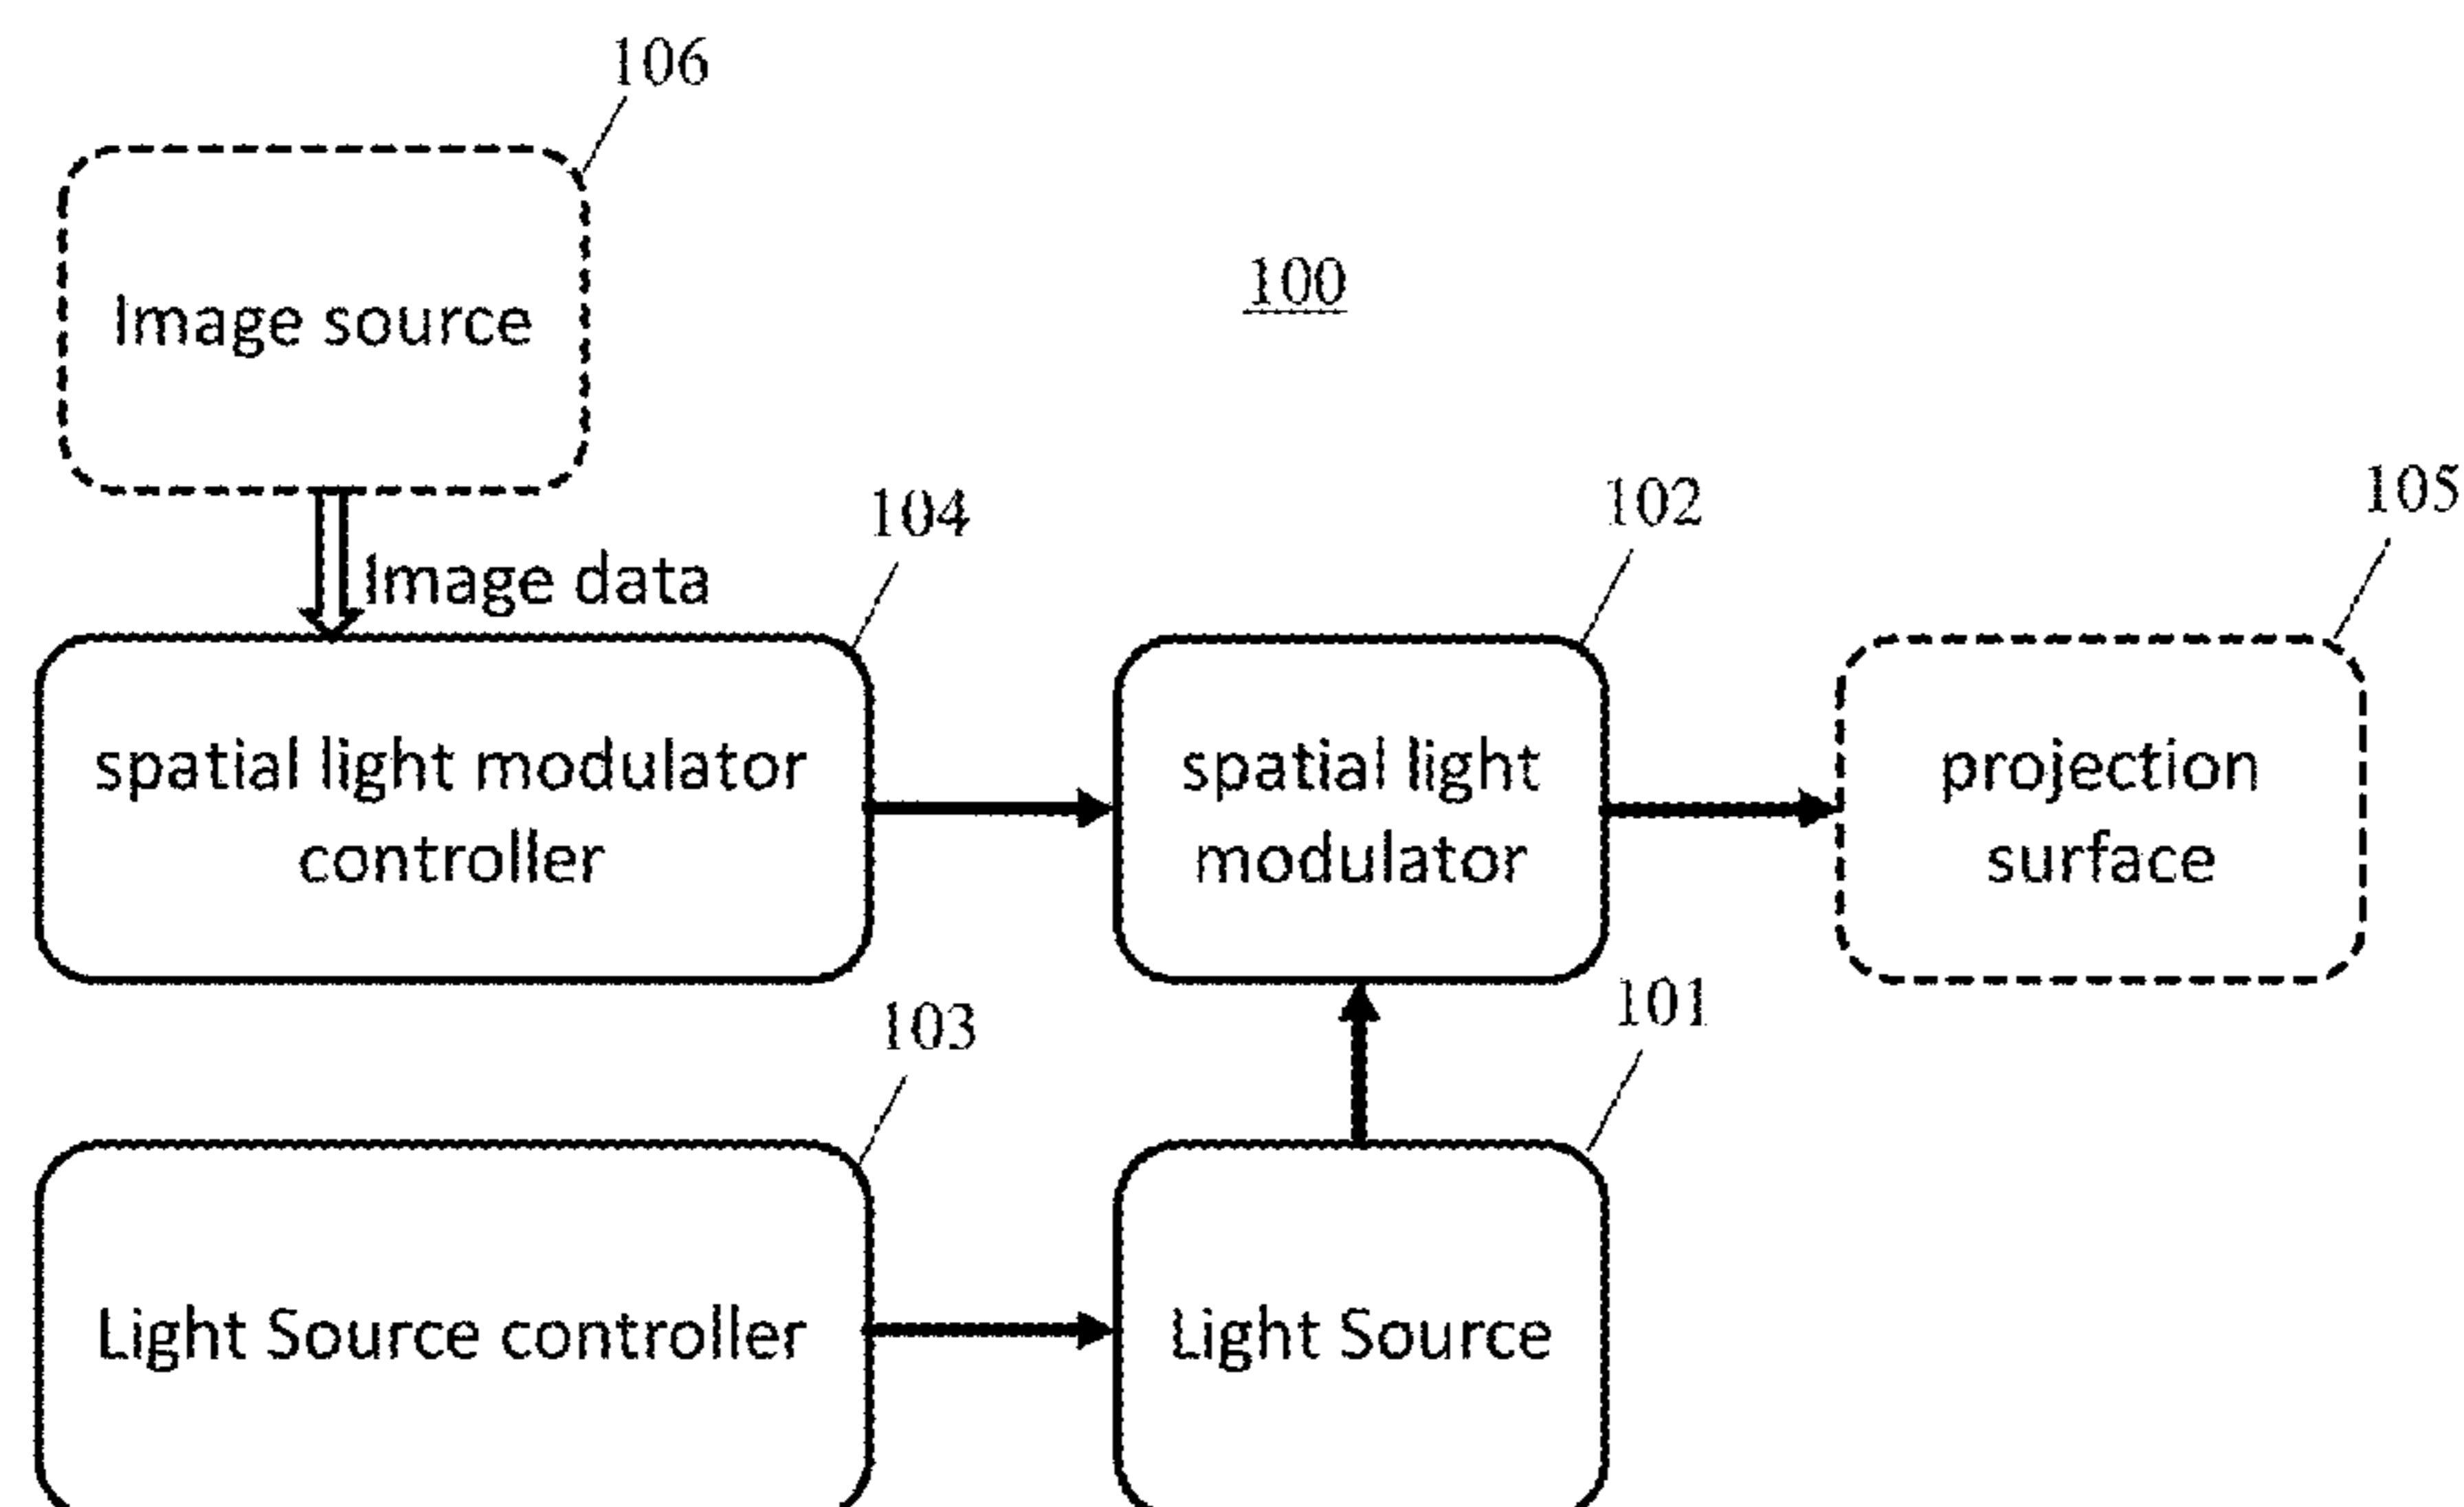 106
Image source
100
Image data
104
102
105
spatial light modulator
controller
spatial light
modulator
projection
surface
103
101
Light Source controller
Light Source